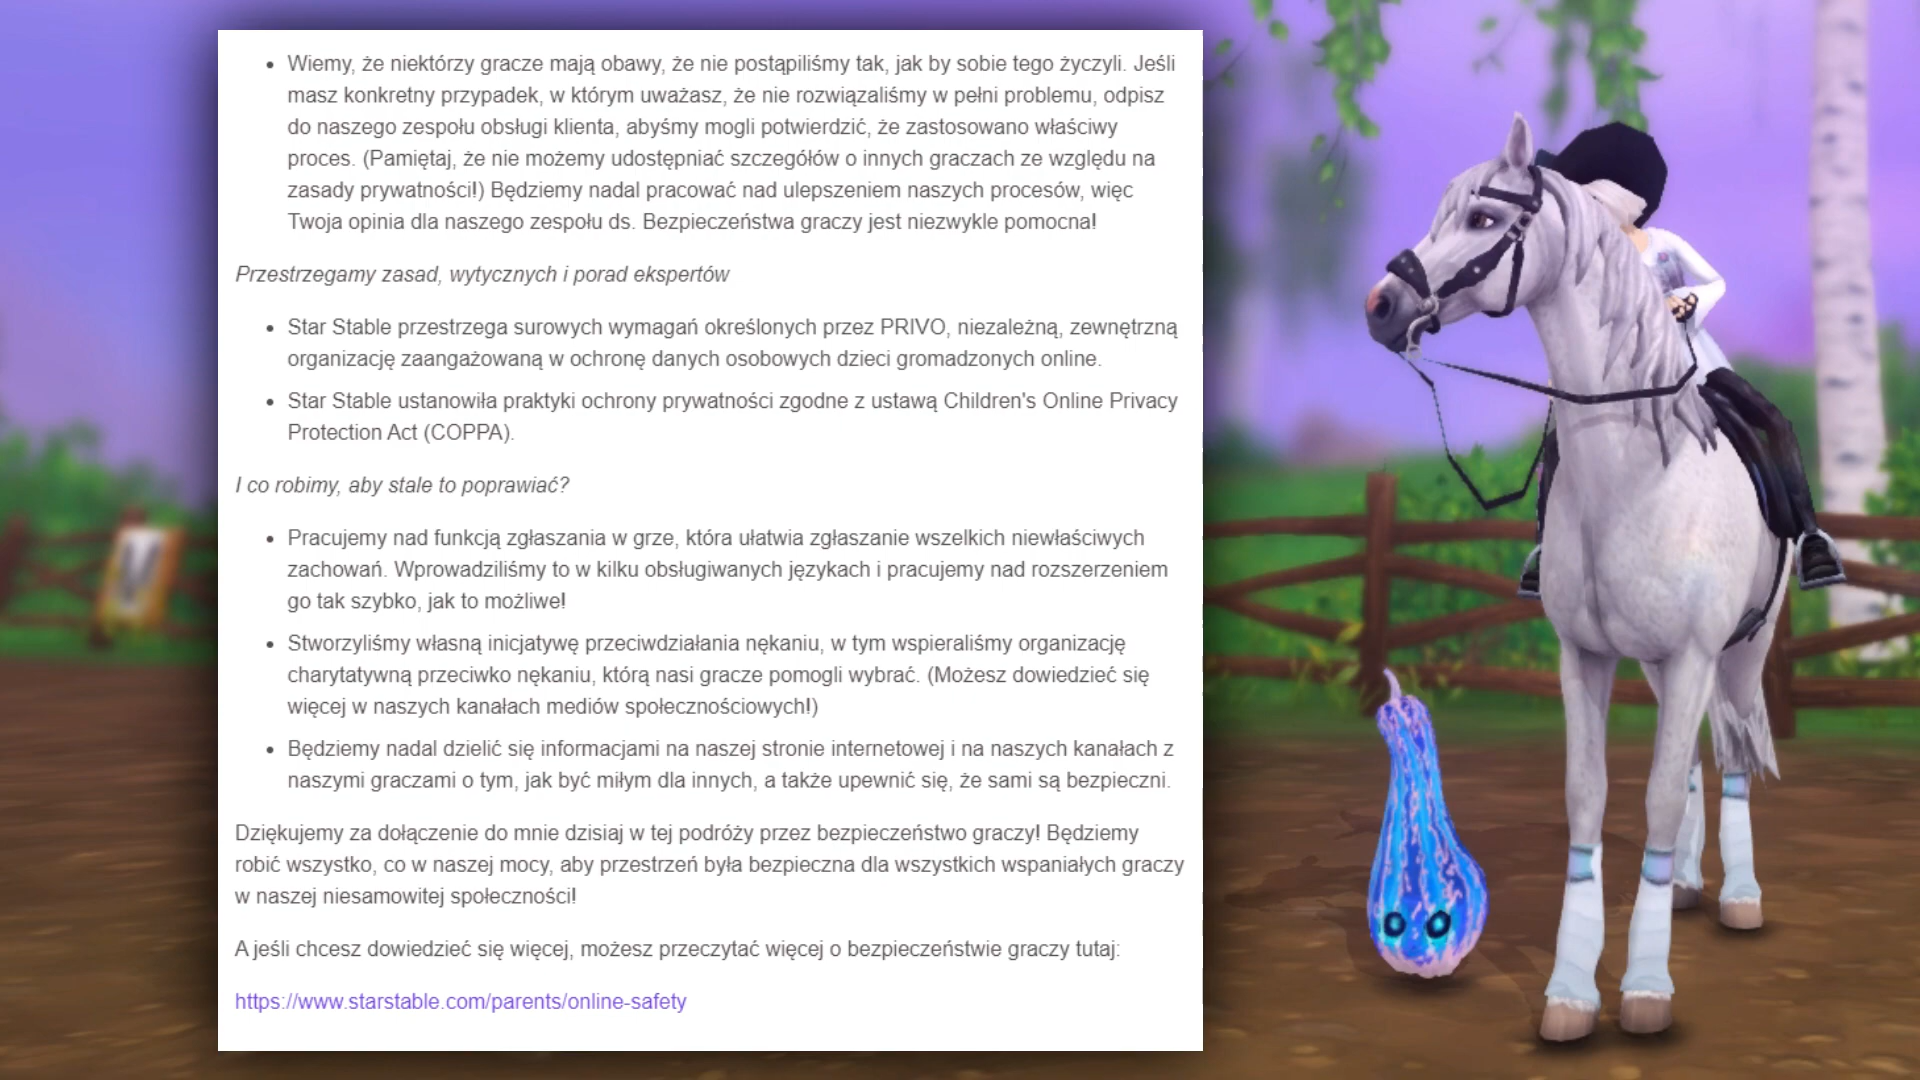 • Wiemy, że niektórzy gracze mają obawy, że nie postąpiliśmy tak, jak by sobie tego życzyli. Jeśli
masz konkretny przypadek, w którym uważasz, że nie rozwiązaliśmy w pełni problemu, odpisz
do naszego zespołu obsługi klienta, abyśmy mogli potwierdzić, że zastosowano właściwy
proces. (Pamiętaj, że nie możemy udostępniać szczegółów o innych graczach ze względu na
zasady prywatności!) Będziemy nadal pracować nad ulepszeniem naszych procesów, więc
Twoja opinia dla naszego zespołu ds. Bezpieczeństwa graczy jest niezwykle pomocna!
Przestrzegamy zasad, wytycznych i porad ekspertów
• Star Stable przestrzega surowych wymagań określonych przez PRIVO, niezależną, zewnętrzną
organizację zaangażowaną w ochronę danych osobowych dzieci gromadzonych online.
• Star Stable ustanowiła praktyki ochrony prywatności zgodne z ustawą Children's Online Privacy
Protection Act (COPPA).
I co robimy, aby stale to poprawiać?
• Pracujemy nad funkcją zgłaszania w grze, która ułatwia zgłaszanie wszelkich niewłaściwych
zachowań. Wprowadziliśmy to w kilku obsługiwanych językach i pracujemy nad rozszerzeniem
go tak szybko, jak to możliwe!
• Stworzyliśmy własną inicjatywę przeciwdziałania nękaniu, w tym wspieraliśmy organizację
charytatywną przeciwko nękaniu, którą nasi gracze pomogli wybrać. (Możesz dowiedzieć się
więcej w naszych kanałach mediów społecznościowych!)
• Będziemy nadal dzielić się informacjami na naszej stronie internetowej i na naszych kanałach z
naszymi graczami o tym, jak być miłym dla innych, a także upewnić się, że sami są bezpieczni.
Dziękujemy za dołączenie do mnie dzisiaj w tej podróży przez bezpieczeństwo graczy! Będziemy
robić wszystko, co w naszej mocy, aby przestrzeń była bezpieczna dla wszystkich wspaniałych graczy
w naszej niesamowitej społeczności!
A jeśli chcesz dowiedzieć się więcej, możesz przeczytać więcej o bezpieczeństwie graczy tutaj:
https://www.starstable.com/parents/online-safety